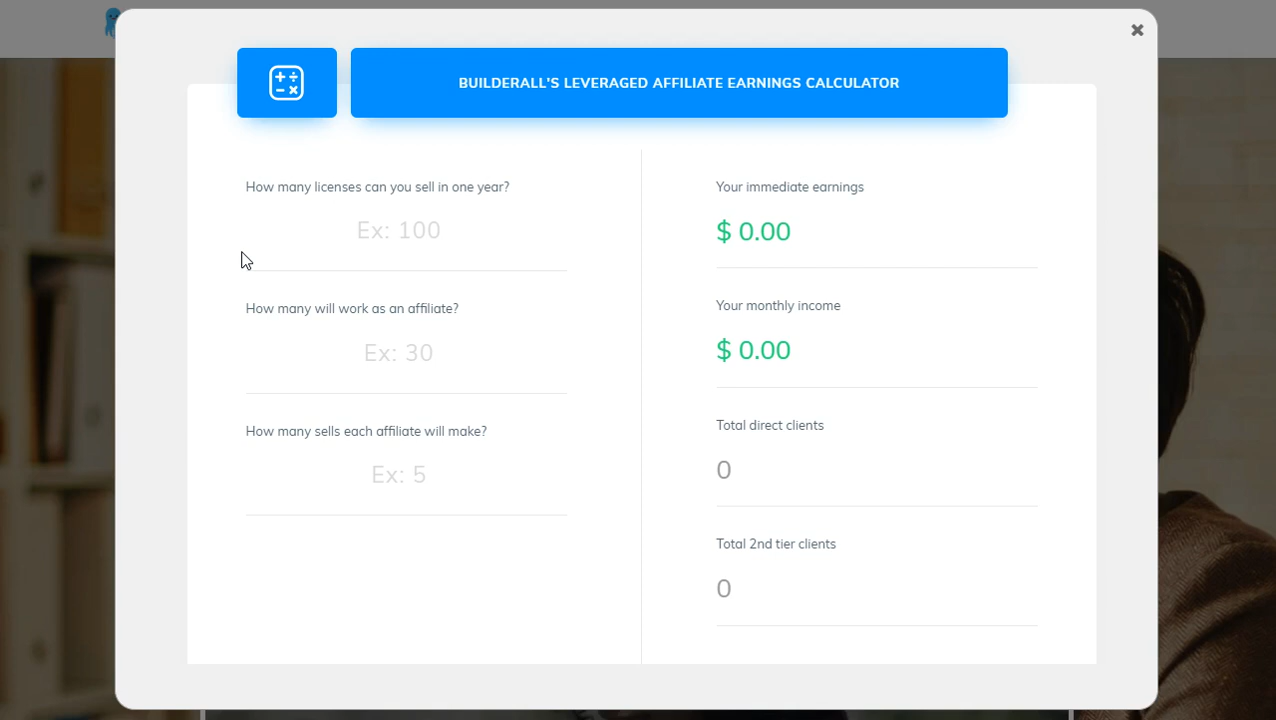 BUILDERALL'S LEVERAGED AFFILIATE EARNINGS CALCULATOR
How many licenses can you sell in one year?
Ex: 100
How many will work as an affiliate?
Ex: 30
How many sells each affiliate will make?
Ex: 5
Your immediate earnings
$ 0.00
Your monthly income
$ 0.00
Total direct clients
0
Total 2nd tier clients
0